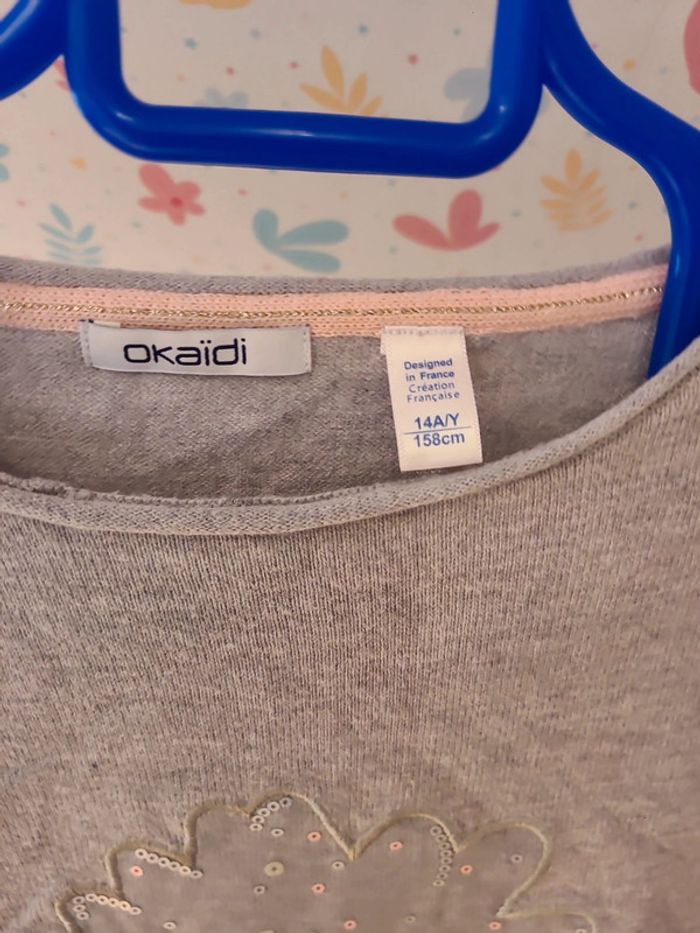 okaïdi
Designed
in France
Création
Française
14A/Y
158cm